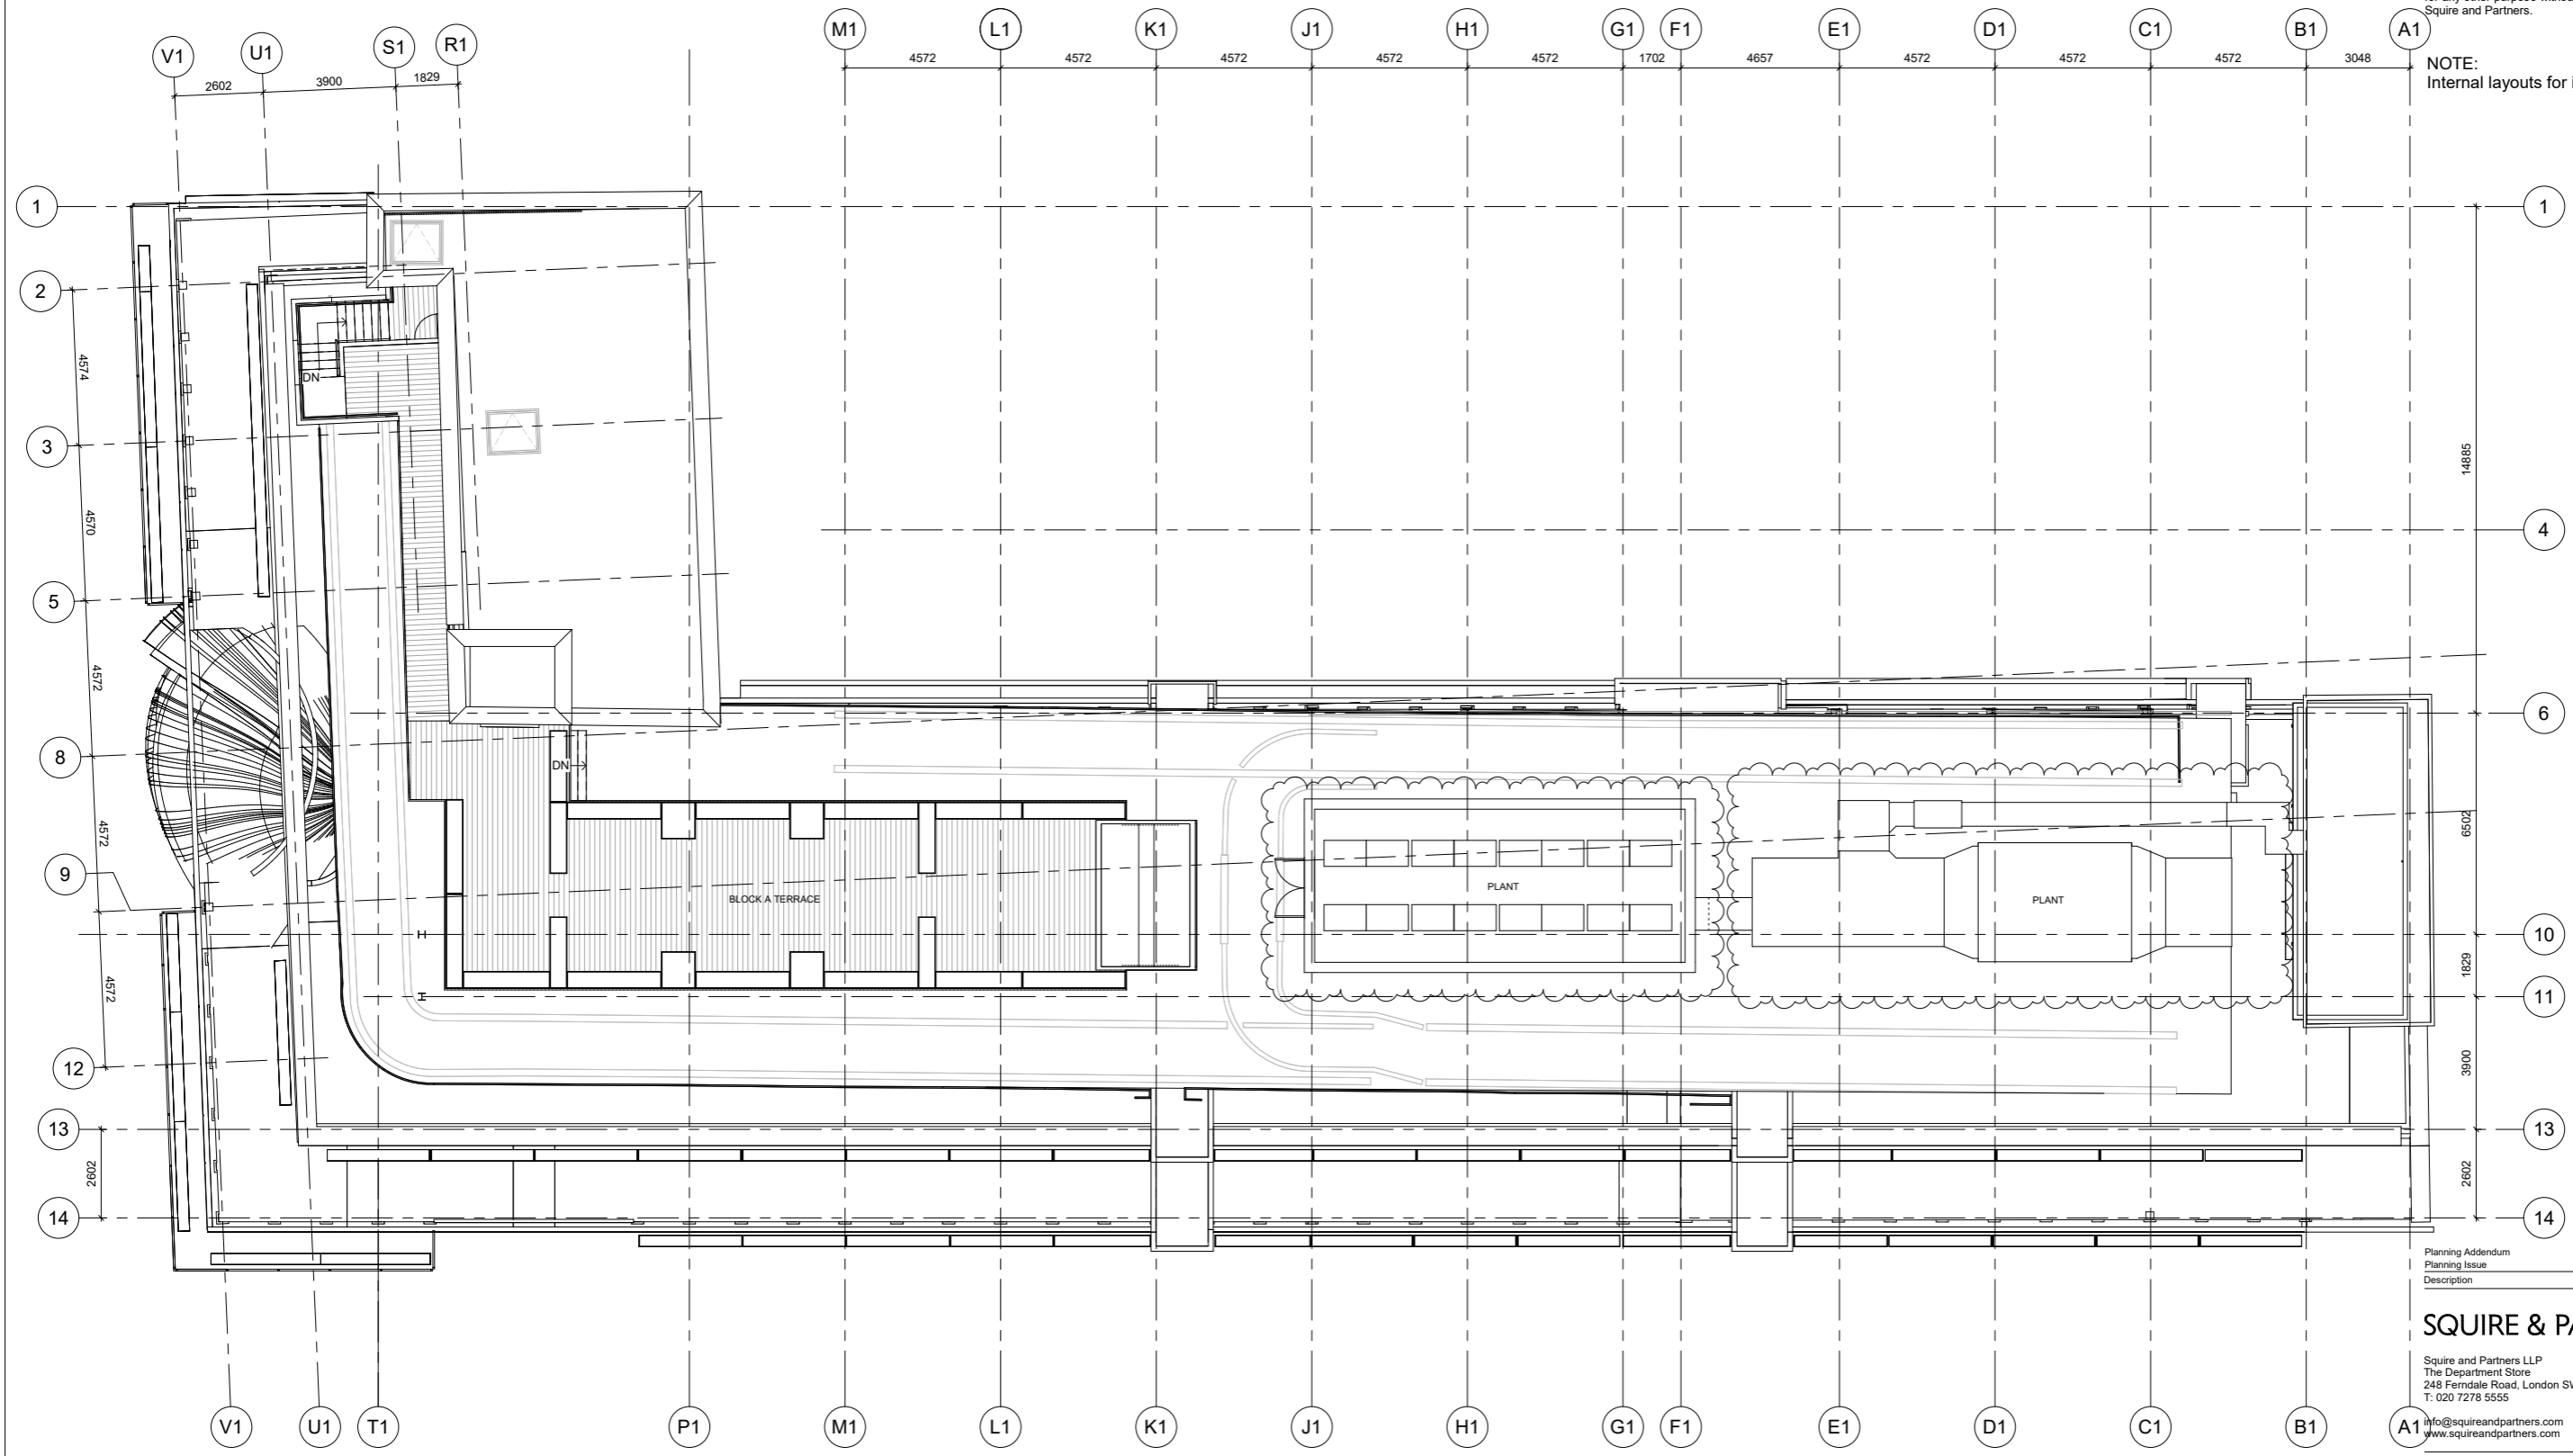 Squire and Partners.
NOTE:
Internal layouts for
V1
U1
S1
R1
M1
L1
K1
J1
H1
G1
F1
E1
D1
C1
B1
A1
2602
3900
1829
4572
4572
4572
4572
4572
1702
4657
4572
4572
4572
3048
1
1
2
4574
3
14885
4570
4
5
4572
6
8
4572
6502
9
10
4572
1829
11
12
3900
13
13
2602
2602
14
14
DN
DN
BLOCK A TERRACE
PLANT
PLANT
Planning Addendum
Planning Issue
Description
SQUIRE &
Squire and Partners LLP
The Department Store
248 Ferndale Road, London
T: 020 7278 5555
info@squireandpartners.com
www.squireandpartners.com
V1
U1
T1
P1
M1
L1
K1
J1
H1
G1
F1
E1
D1
C1
B1
A1